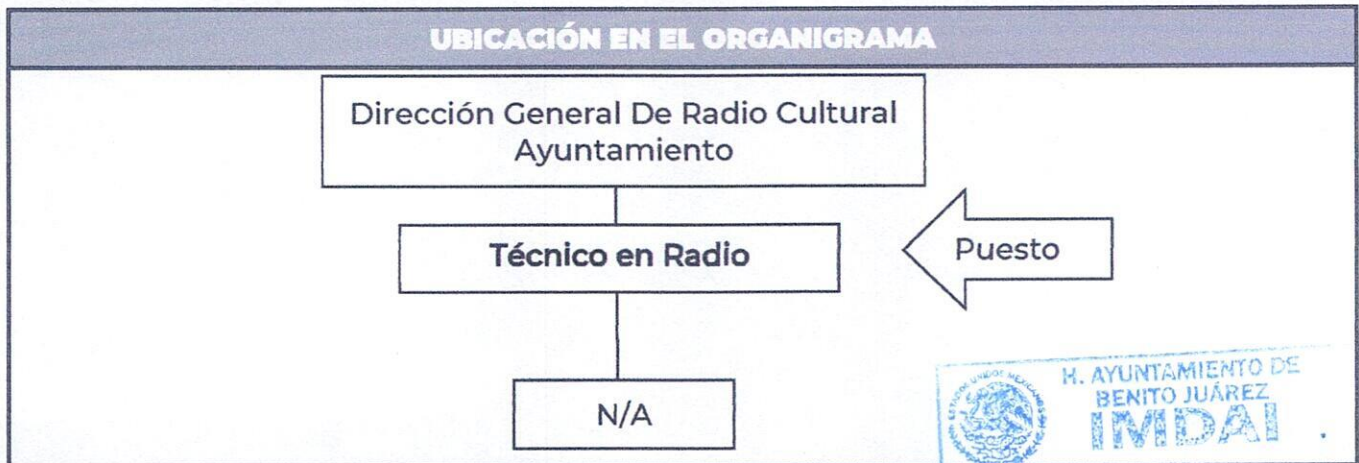 UBICACIÓN EN EL ORGANIGRAMA
Dirección General De Radio Cultural
Ayuntamiento
Técnico en Radio
Puesto
N/A
H. AYUNTAMIENTO DE
BENITO JUÁREZ
IMDAI